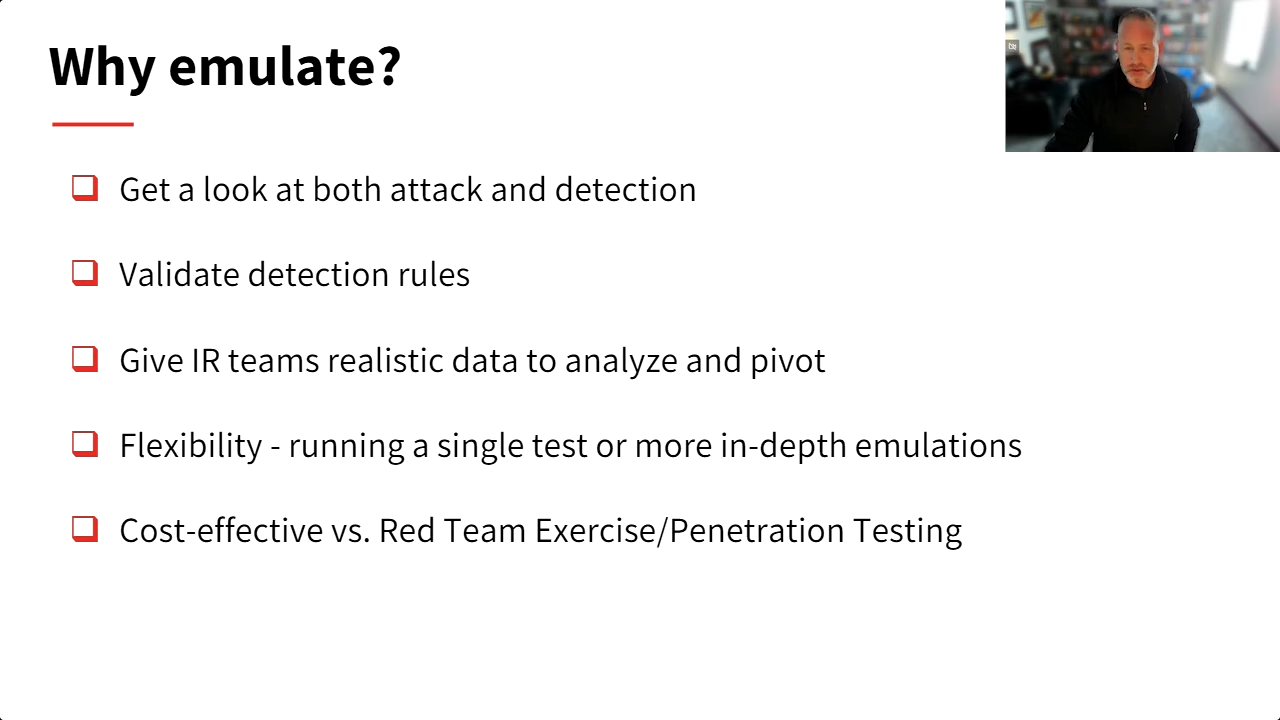 Why emulate?
Get a look at both attack and detection
Validate detection rules
Give IR teams realistic data to analyze and pivot
Flexibility - running a single test or more in-depth emulations
Cost-effective vs. Red Team Exercise/Penetration Testing